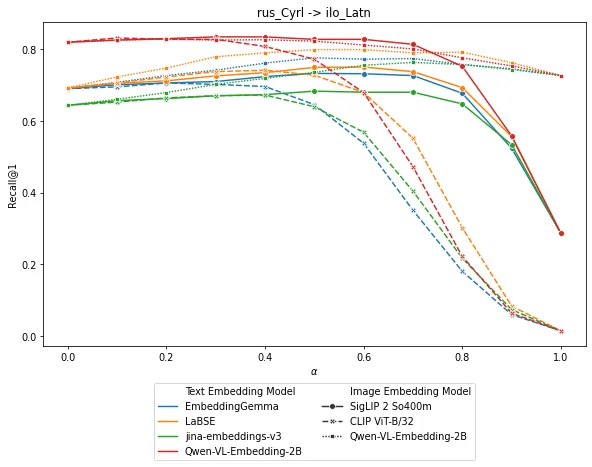 rus_Cyrl -> ilo_Latn
Recall@1
0.8
0.6
0.4
0.2
0.0
0.0 0.2 0.4 0.6 0.8 1.0
α
Text Embedding Model
EmbeddingGemma
LaBSE
jina-embeddings-v3
Qwen-VL-Embedding-2B
Image Embedding Model
SigLIP 2 So400m
CLIP ViT-B/32
Qwen-VL-Embedding-2B